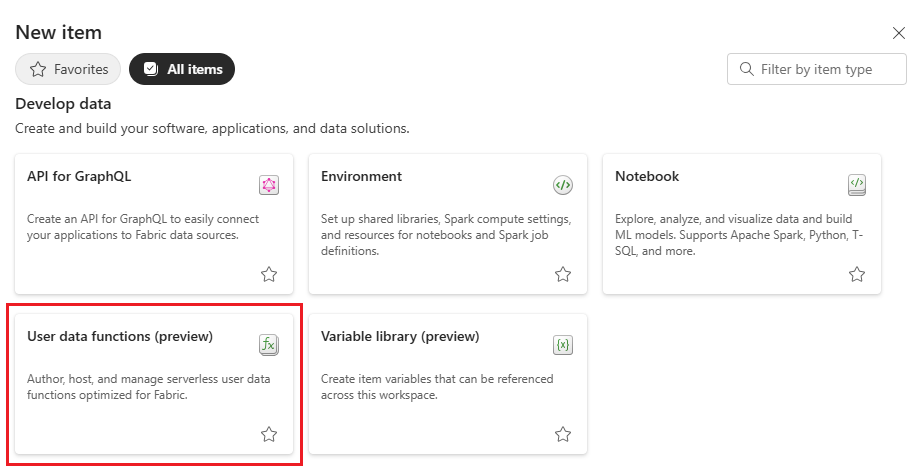 New item
Favorites
All items
Filter by item type
Develop data
Create and build your software, applications, and data solutions.
API for GraphQL
Create an API for GraphQL to easily connect
your applications to Fabric data sources.
Environment
Set up shared libraries, Spark compute settings,
and resources for notebooks and Spark job
definitions.
Notebook
Explore, analyze, and visualize data and build
ML models. Supports Apache Spark, Python, T-
SQL, and more.
User data functions (preview)
Author, host, and manage serverless user data
functions optimized for Fabric.
Variable library (preview)
Create item variables that can be referenced
across this workspace.